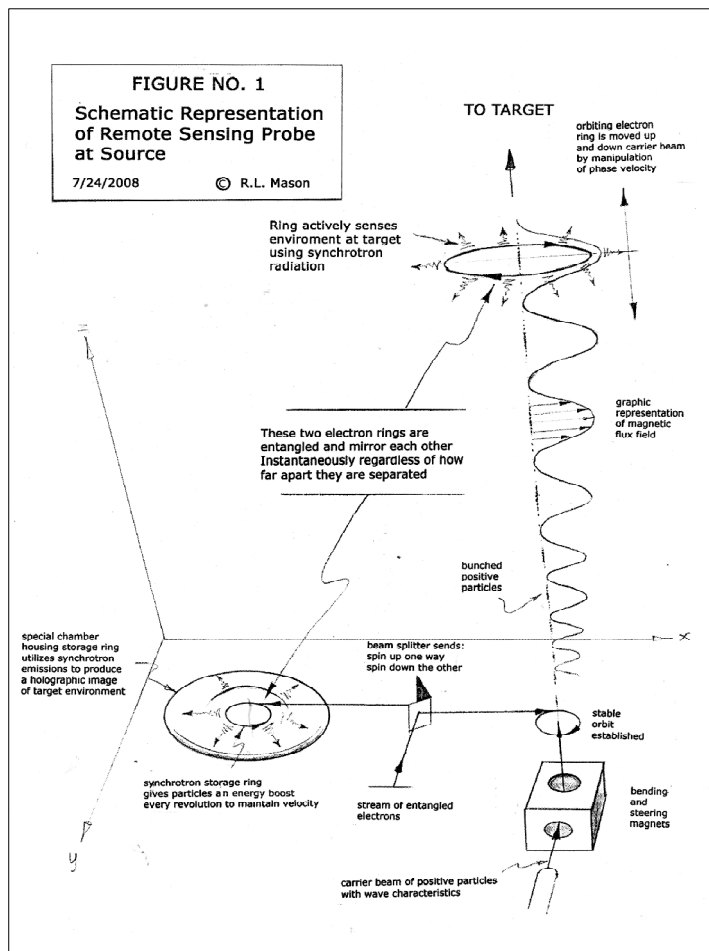 FIGURE NO. 1
Schematic Representation
of Remote Sensing Probe
at Source
7/24/2008 © R.L. Mason
TO TARGET
orbiting electron
ring is moved up
and down carrier beam
by manipulation
of phase velocity
Ring actively senses
enviroment at target
using synchrotron
radiation
graphic
representation
of magnetic
flux field
These two electron rings are
entangled and mirror each other
Instantaneously regardless of how
far apart they are separated
bunched
positive
particles
z
x
y
special chamber
housing storage ring
utilizes synchrotron
emissions to produce
a holographic image
of target environment
beam splitter sends:
spin up one way
spin down the other
stable
orbit
established
synchrotron storage ring
gives particles an energy boost
every revolution to maintain velocity
stream of entangled
electrons
bending
and
steering
magnets
carrier beam of positive particles
with wave characteristics